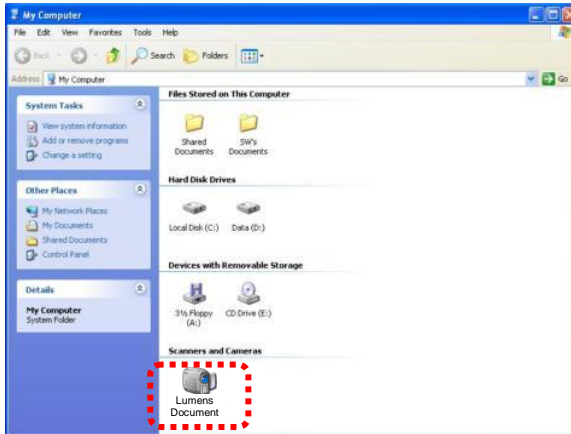 My Computer
File Edit View Favorites Tools Help
Back Search Folders
Address My Computer Go
System Tasks
View system information
Add or remove programs
Change a setting
Other Places
My Network Places
My Documents
Shared Documents
Control Panel
Details
My Computer
System Folder
Files Stored on This Computer
Shared Documents
SW's Documents
Hard Disk Drives
Local Disk (C:) Data (D:)
Devices with Removable Storage
3½ Floppy (A:)
CD Drive (E:)
Scanners and Cameras
Lumens
Document